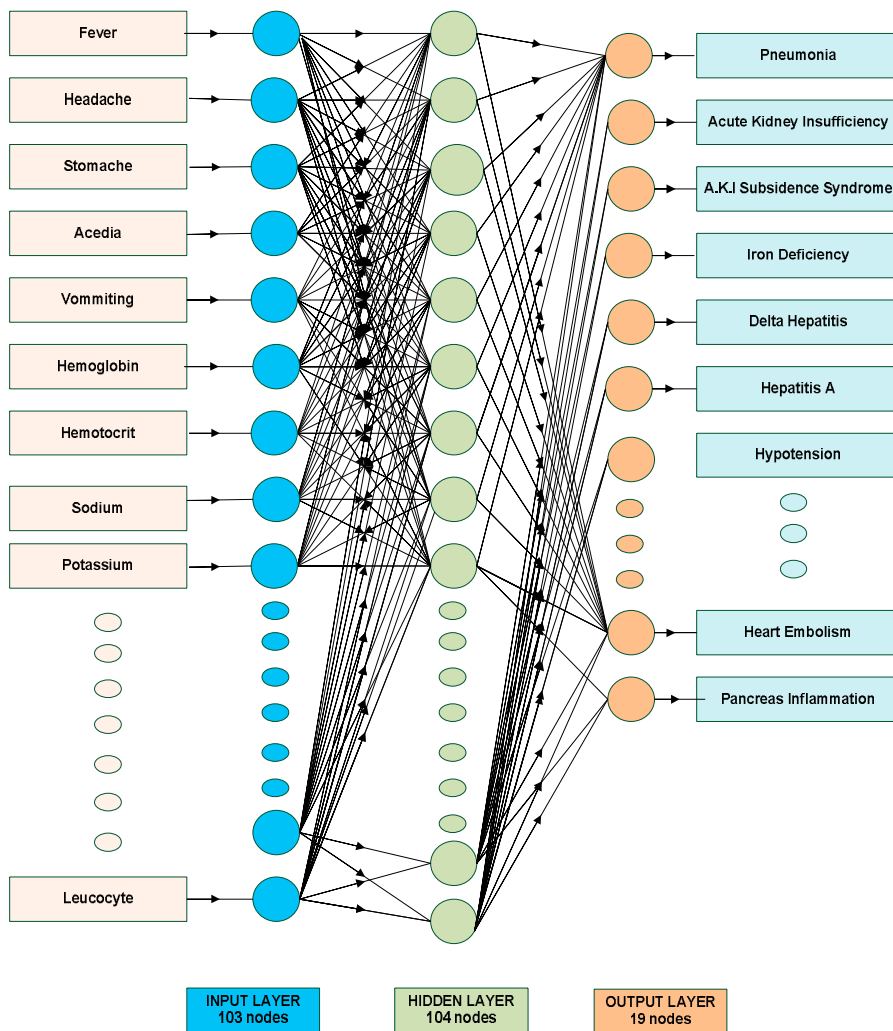 Fever
Headache
Stomache
Acedia
Vommiting
Hemoglobin
Hemotocrit
Sodium
Potassium
Leucocyte
Pneumonia
Acute Kidney Insufficiency
A.K.I Subsidence Syndrome
Iron Deficiency
Delta Hepatitis
Hepatitis A
Hypotension
Heart Embolism
Pancreas Inflammation
INPUT LAYER
103 nodes
HIDDEN LAYER
104 nodes
OUTPUT LAYER
19 nodes